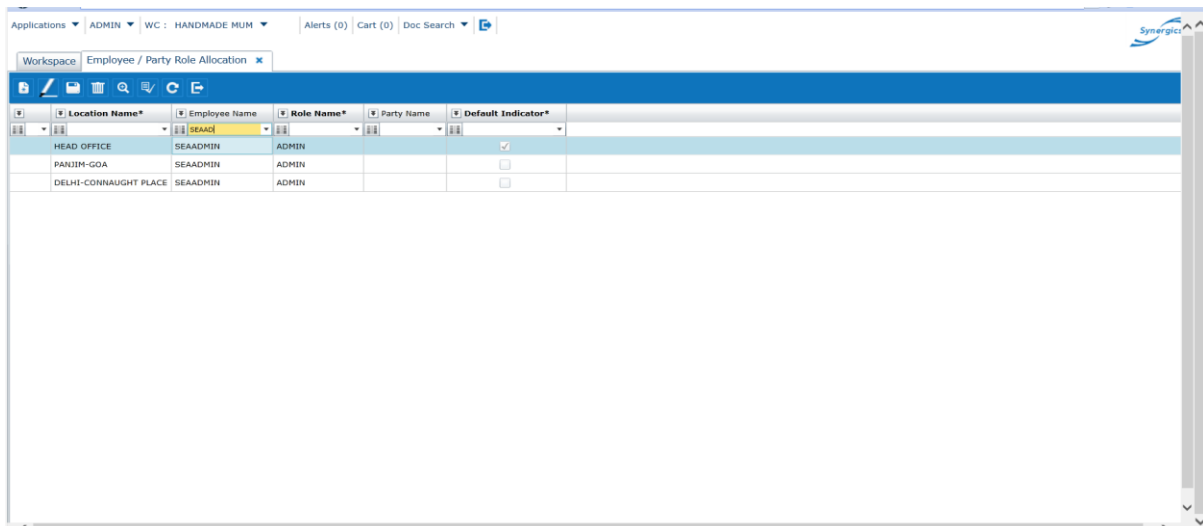 Applications ADMIN WC : HANDMADE MUM Alerts (0) Cart (0) Doc Search Synergics
Workspace Employee / Party Role Allocation
Location Name* Employee Name Role Name* Party Name Default Indicator*
SEAAD
HEAD OFFICE SEAADMIN ADMIN
PANJIM-GOA SEAADMIN ADMIN
DELHI-CONNAUGHT PLACE SEAADMIN ADMIN